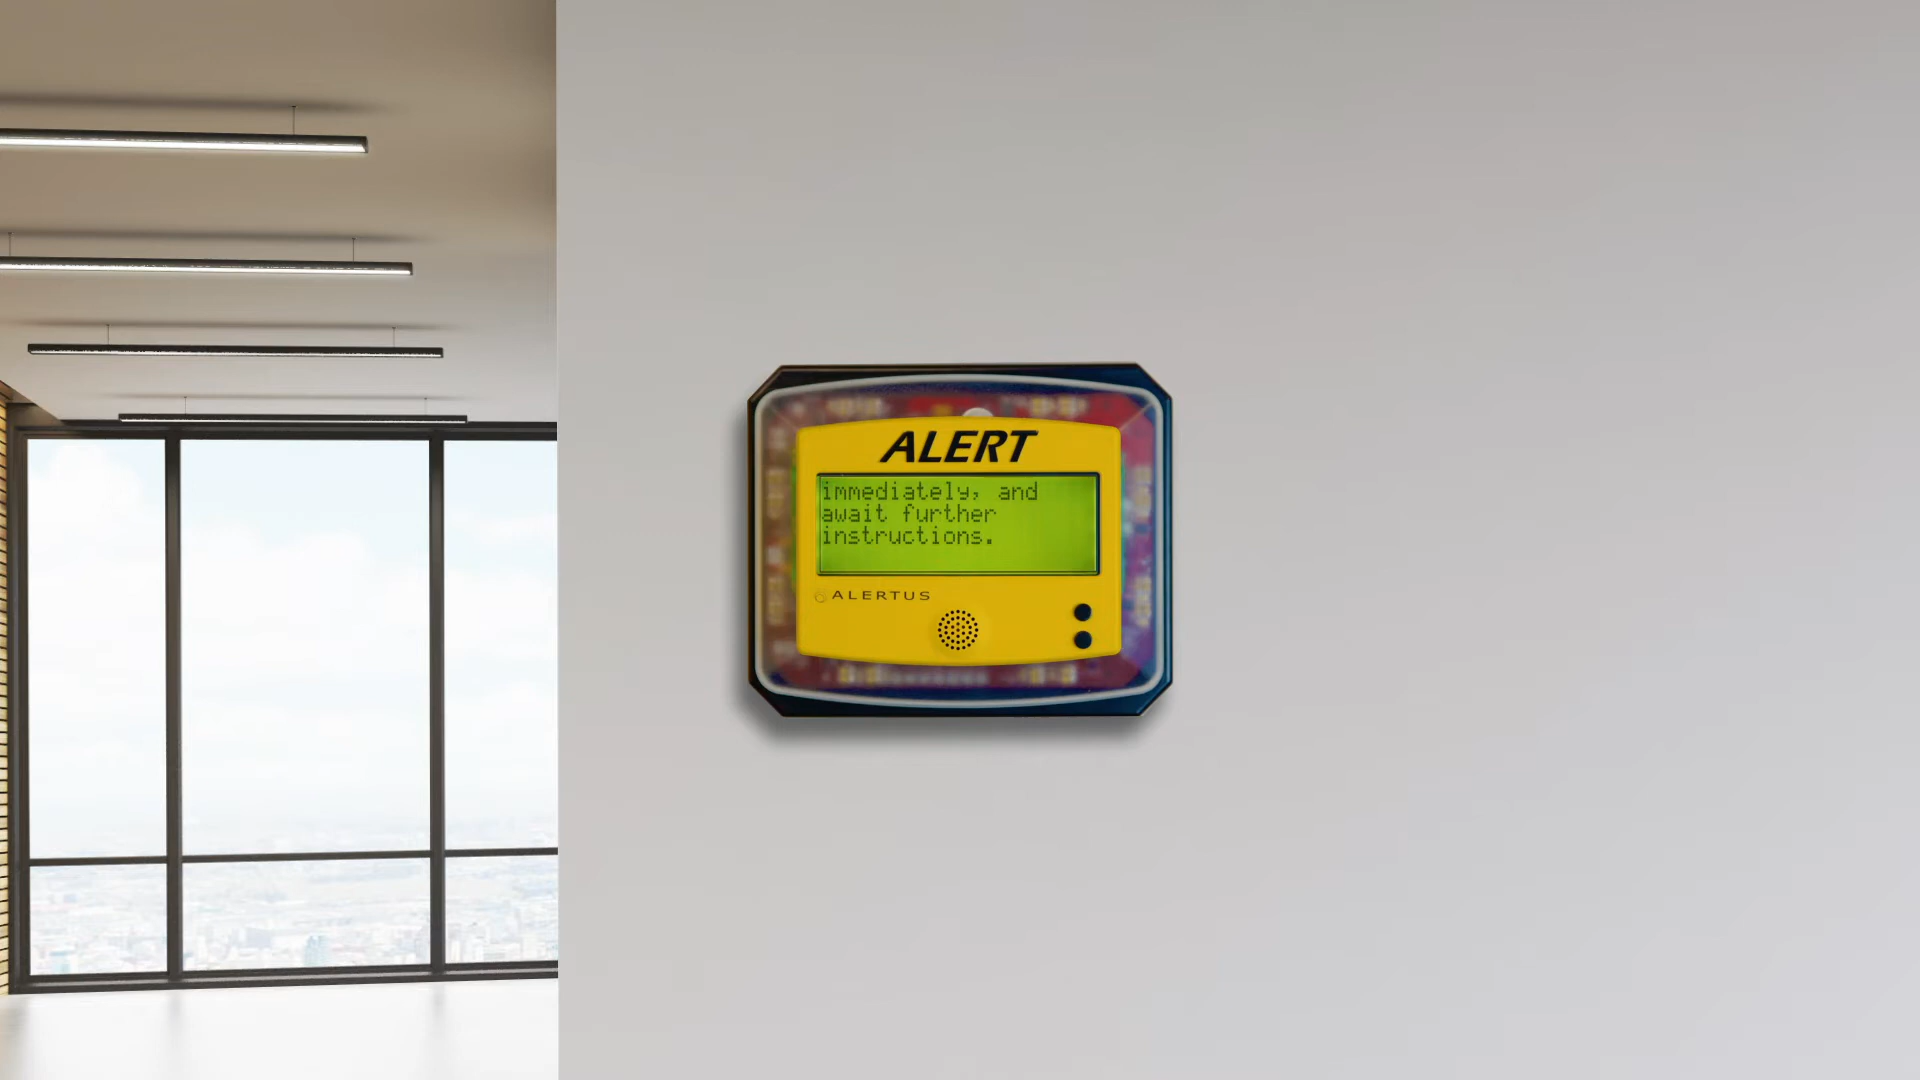 ALERT
immediately, and
await further
instructions.
ALERTUS